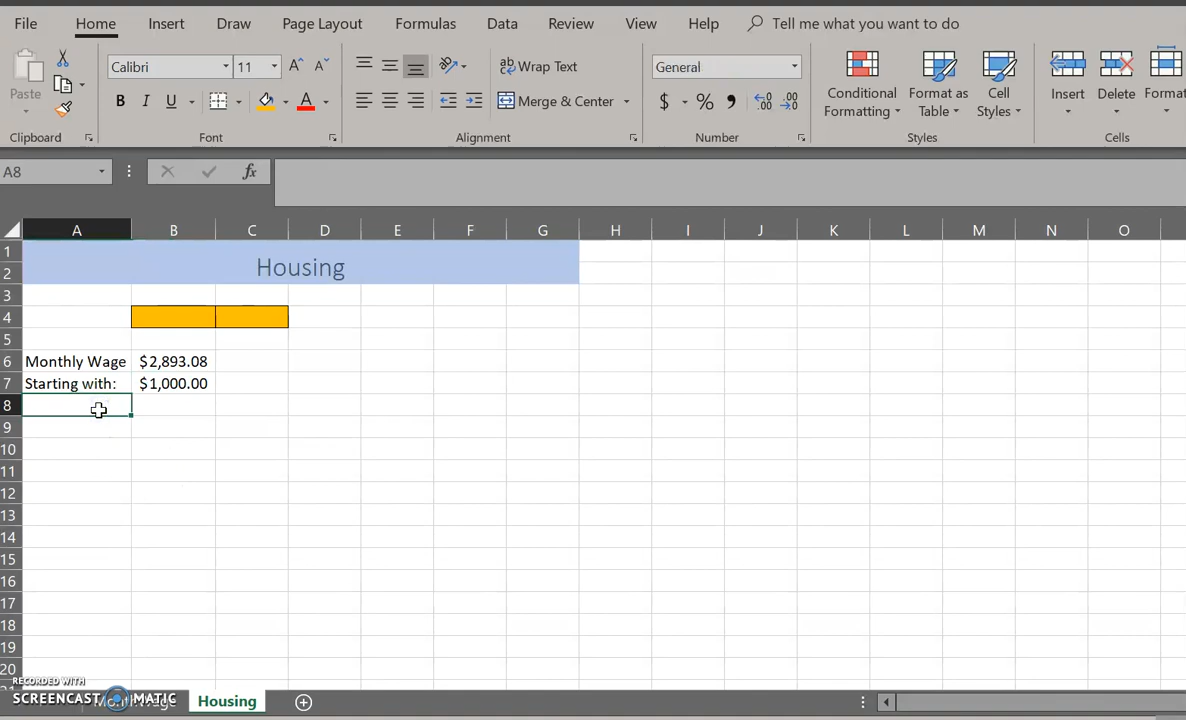 File Home Insert Draw Page Layout Formulas Data Review View Help Tell me what you want to do
Paste Calibri 11 A A Wrap Text General Conditional Formatting Format as Table Cell Styles Insert Delete Format
B I U A Merge & Center $ % , .00 .00
Clipboard Font Alignment Number Styles Cells
A8 fx
A B C D E F G H I J K L M N O
1
2 Housing
3
4
5
6 Monthly Wage $2,893.08
7 Starting with: $1,000.00
8
9
10
11
12
13
14
15
16
17
18
19
20
RECORDED WITH
SCREENCAST MATIC
Housing